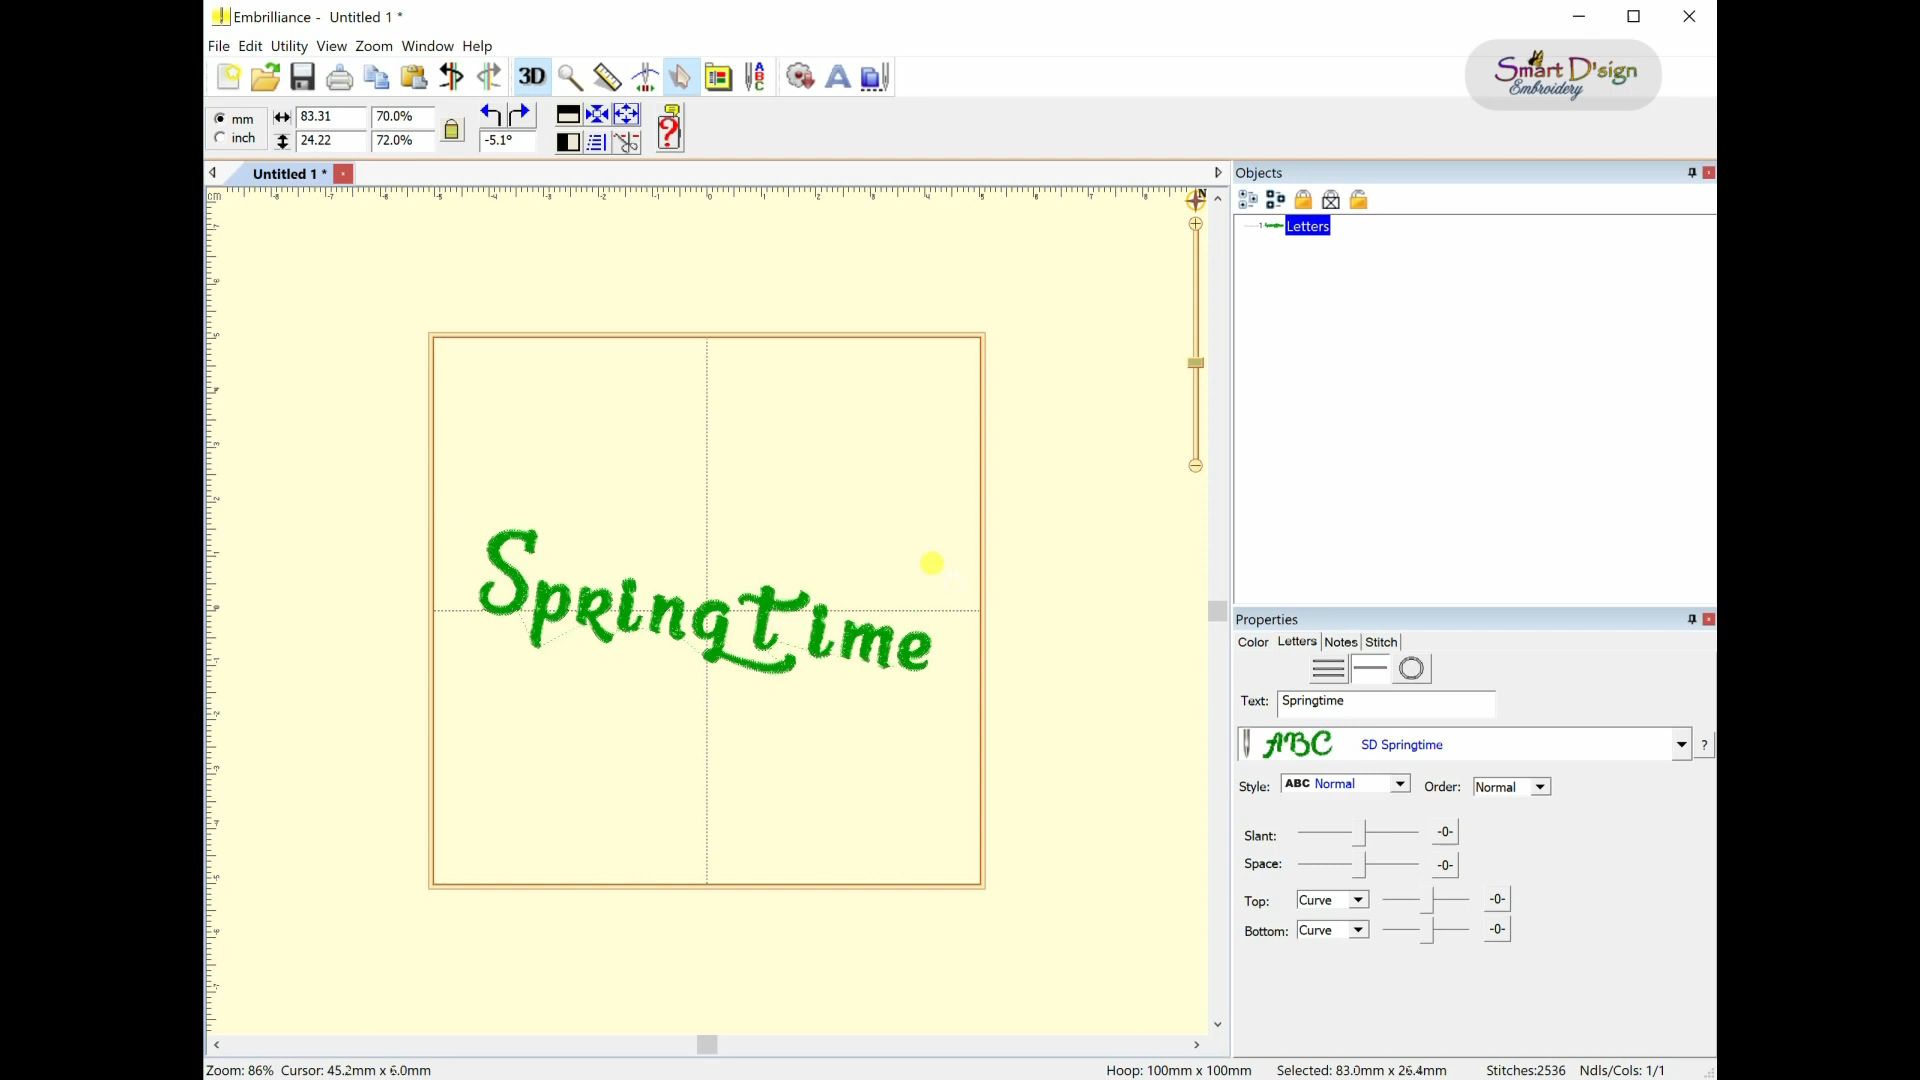 Embrilliance - Untitled 1 *
File Edit Utility View Zoom Window Help
3D
Smart D'sign
Embroidery
mm
83.31
70.0%
inch
24.22
72.0%
-5.1°
Untitled 1 *
Objects
cm
N
1 Letters
Springtime
Properties
Color Letters Notes Stitch
Text: Springtime
ABC SD Springtime ?
Style: ABC Normal Order: Normal
Slant: -0-
Space: -0-
Top: Curve -0-
Bottom: Curve -0-
Zoom: 86% Cursor: 45.2mm x 6.0mm Hoop: 100mm x 100mm Selected: 83.0mm x 26.4mm Stitches:2536 Ndls/Cols: 1/1